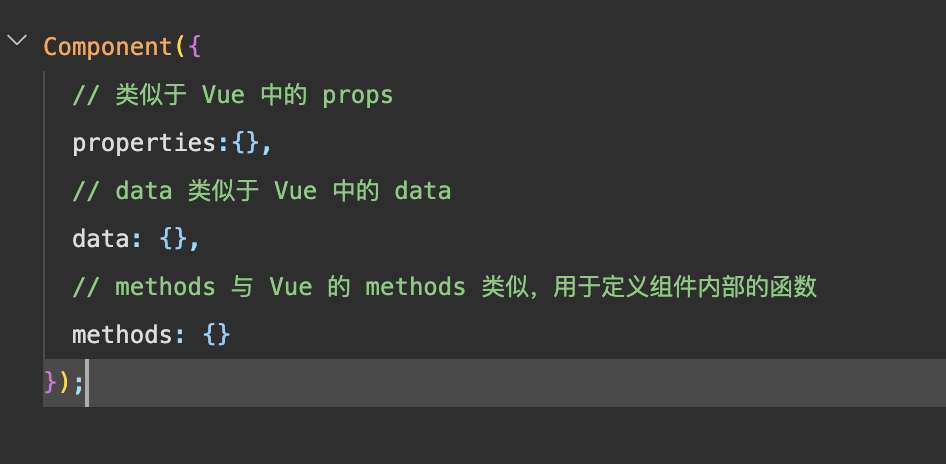 Component({
// 类似于 Vue 中的 props
properties:{},
// data 类似于 Vue 中的 data
data: {},
// methods 与 Vue 的 methods 类似，用于定义组件内部的函数
methods: {}
});